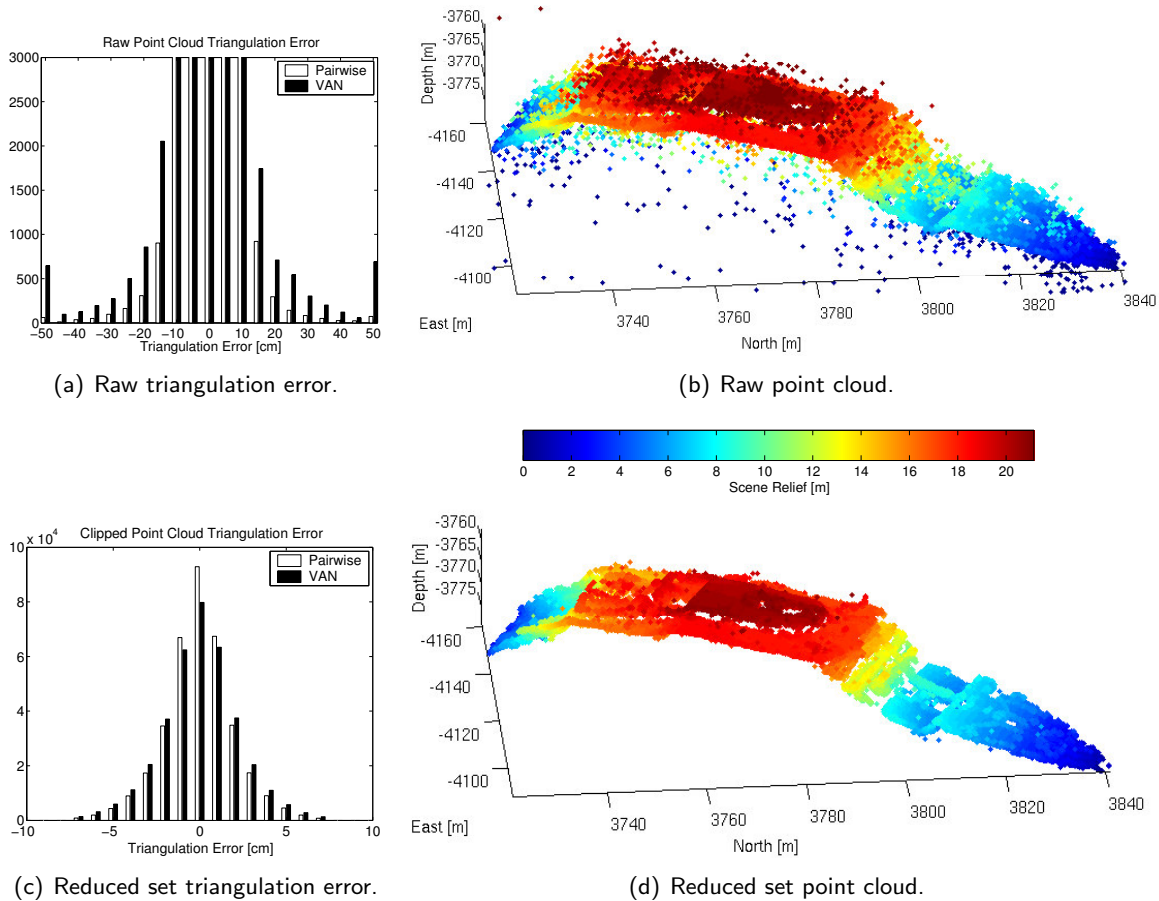 Raw Point Cloud Triangulation Error
3000
2500
2000
1500
1000
500
0
Pairwise
VAN
−50 −40 −30 −20 −10 0 10 20 30 40 50
Triangulation Error [cm]
(a) Raw triangulation error.
-3760
-3765
-3770
-3775
Depth [m]
-4160
-4140
-4120
-4100
East [m]
3740 3760 3780 3800 3820 3840
North [m]
(b) Raw point cloud.
0 2 4 6 8 10 12 14 16 18 20
Scene Relief [m]
Clipped Point Cloud Triangulation Error
x 10⁴
10
8
6
4
2
0
Pairwise
VAN
−10 −5 0 5 10
Triangulation Error [cm]
(c) Reduced set triangulation error.
-3760
-3765
-3770
-3775
Depth [m]
-4160
-4140
-4120
-4100
East [m]
3740 3760 3780 3800 3820 3840
North [m]
(d) Reduced set point cloud.